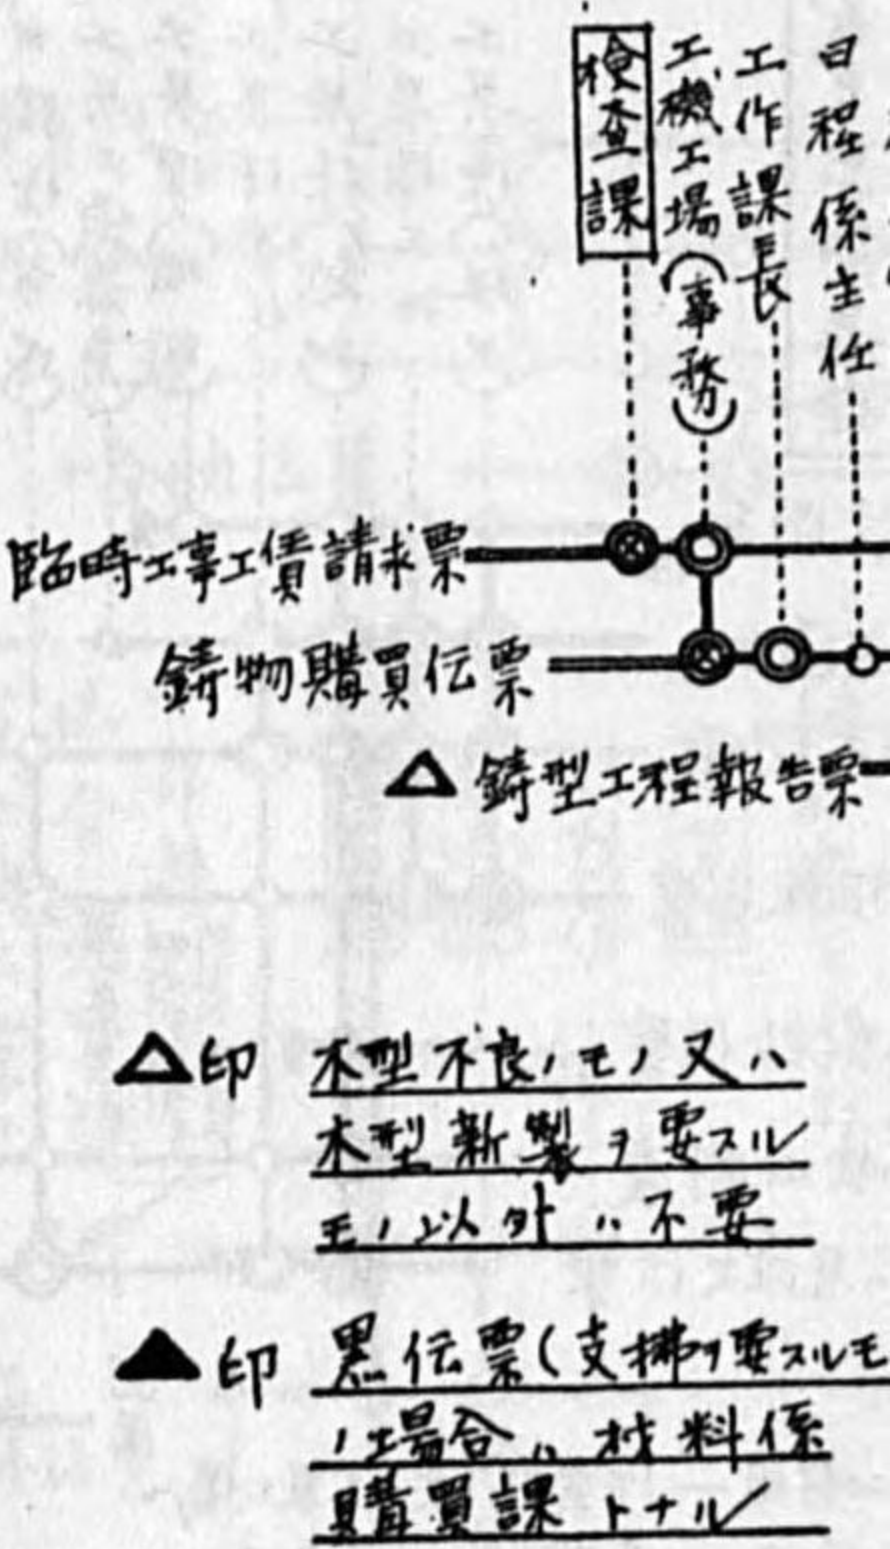 日程係主任
工作課長
工機工場(事務)
検査課
臨時工事工賃請求票
鋳物購買伝票
△ 鋳型工程報告票
△印 木型不良ノモノ又ハ
木型新製ヲ要スル
モノ以外ハ不要
▲印 黒伝票(支拂ヲ要スルモ
ノ場合ハ材料係
購買課トナル